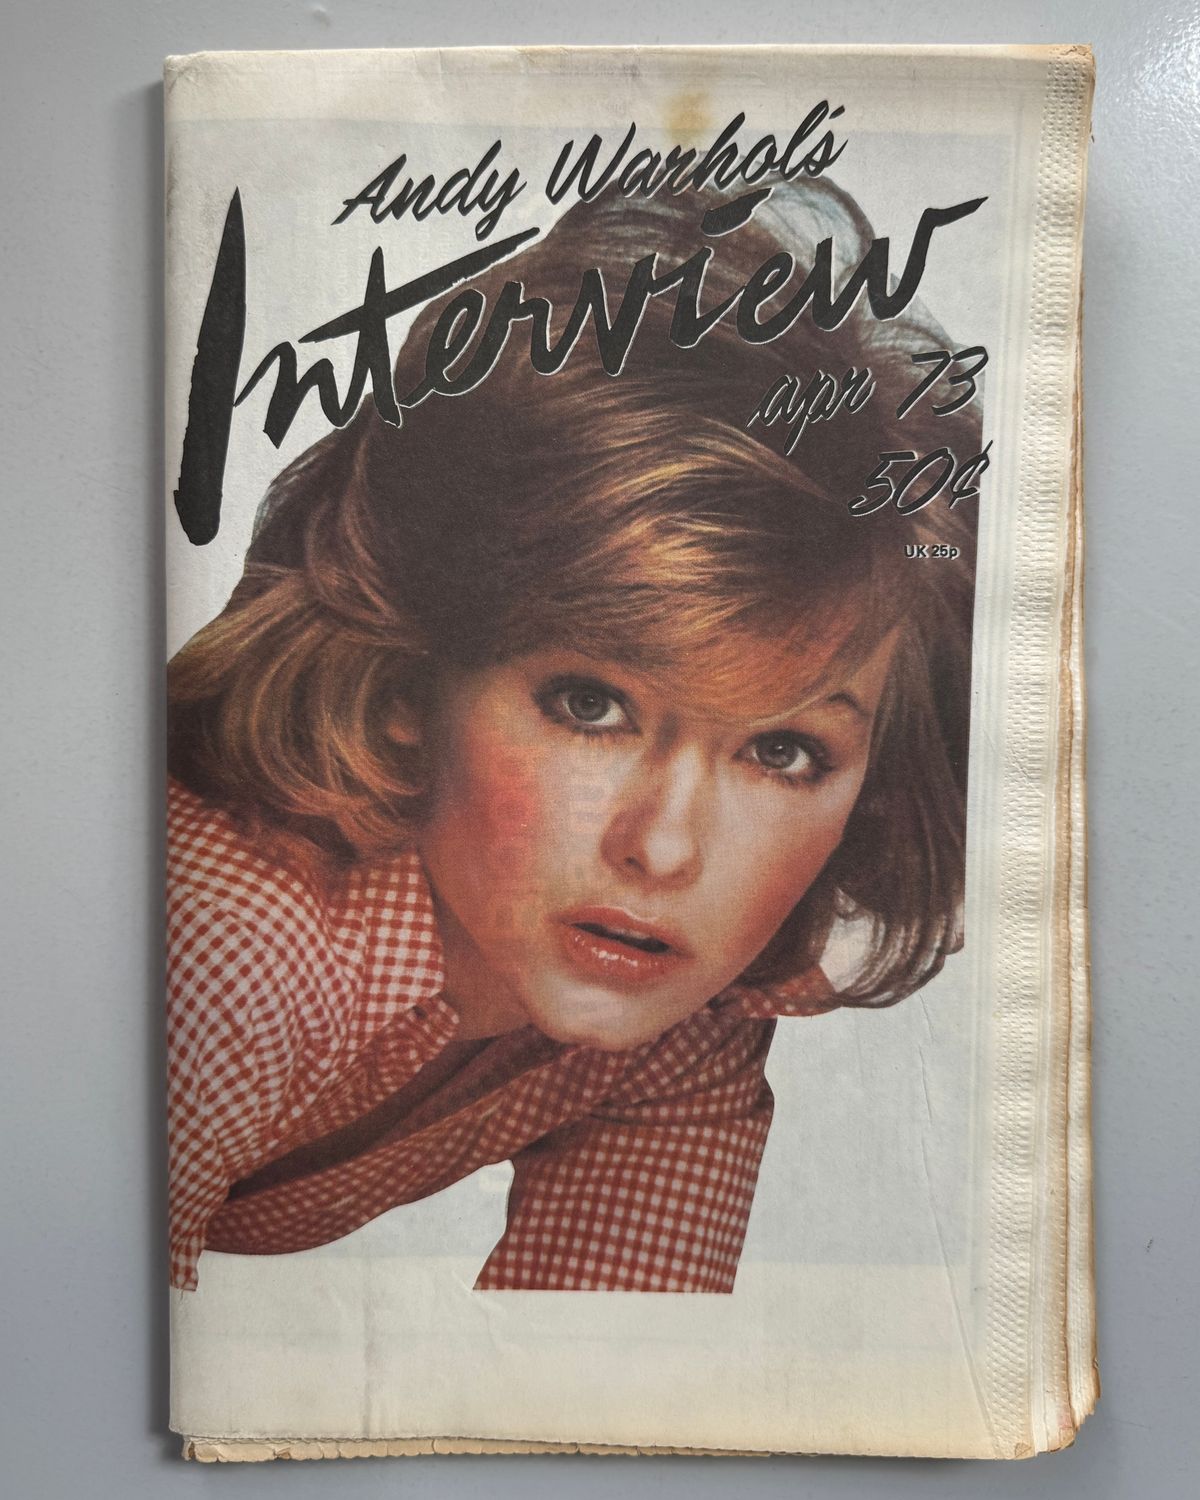 Andy Warhol's
Interview
apr 73
50¢
UK 25p